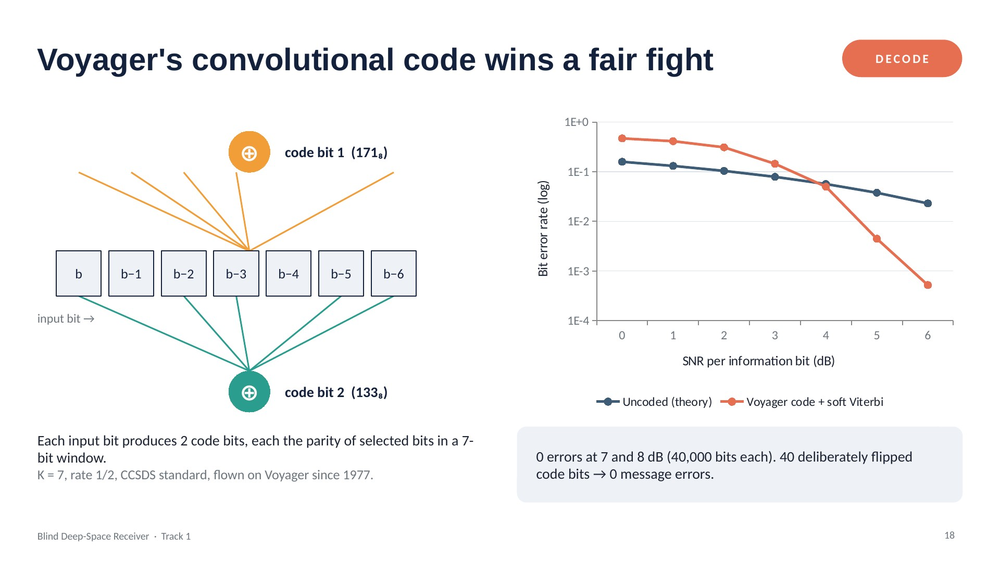 Voyager's convolutional code wins a fair fight
DECODE
⊕
code bit 1 (171₈)
b
b−1
b−2
b−3
b−4
b−5
b−6
input bit →
⊕
code bit 2 (133₈)
Each input bit produces 2 code bits, each the parity of selected bits in a 7-
bit window.
K = 7, rate 1/2, CCSDS standard, flown on Voyager since 1977.
Bit error rate (log)
1E+0
1E-1
1E-2
1E-3
1E-4
0 1 2 3 4 5 6
SNR per information bit (dB)
Uncoded (theory) Voyager code + soft Viterbi
0 errors at 7 and 8 dB (40,000 bits each). 40 deliberately flipped
code bits → 0 message errors.
Blind Deep-Space Receiver · Track 1
18